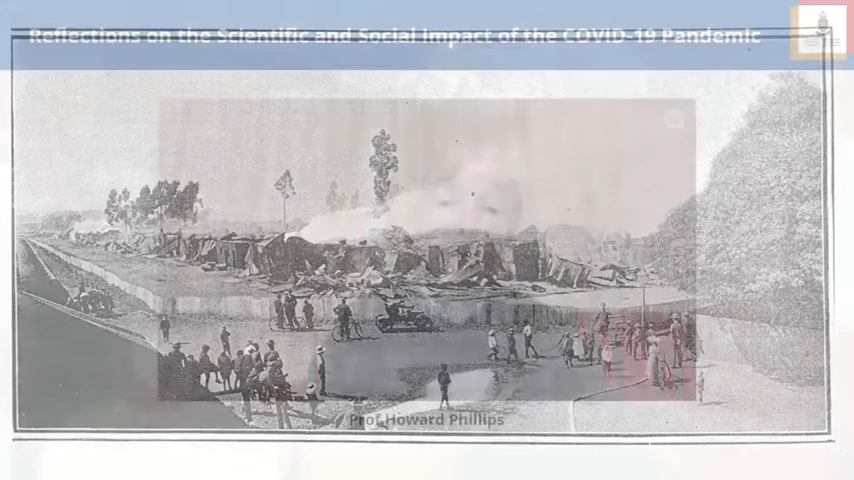 Reflections on the Scientific and Social Impact of the COVID-19 Pandemic
Prof Howard Phillips